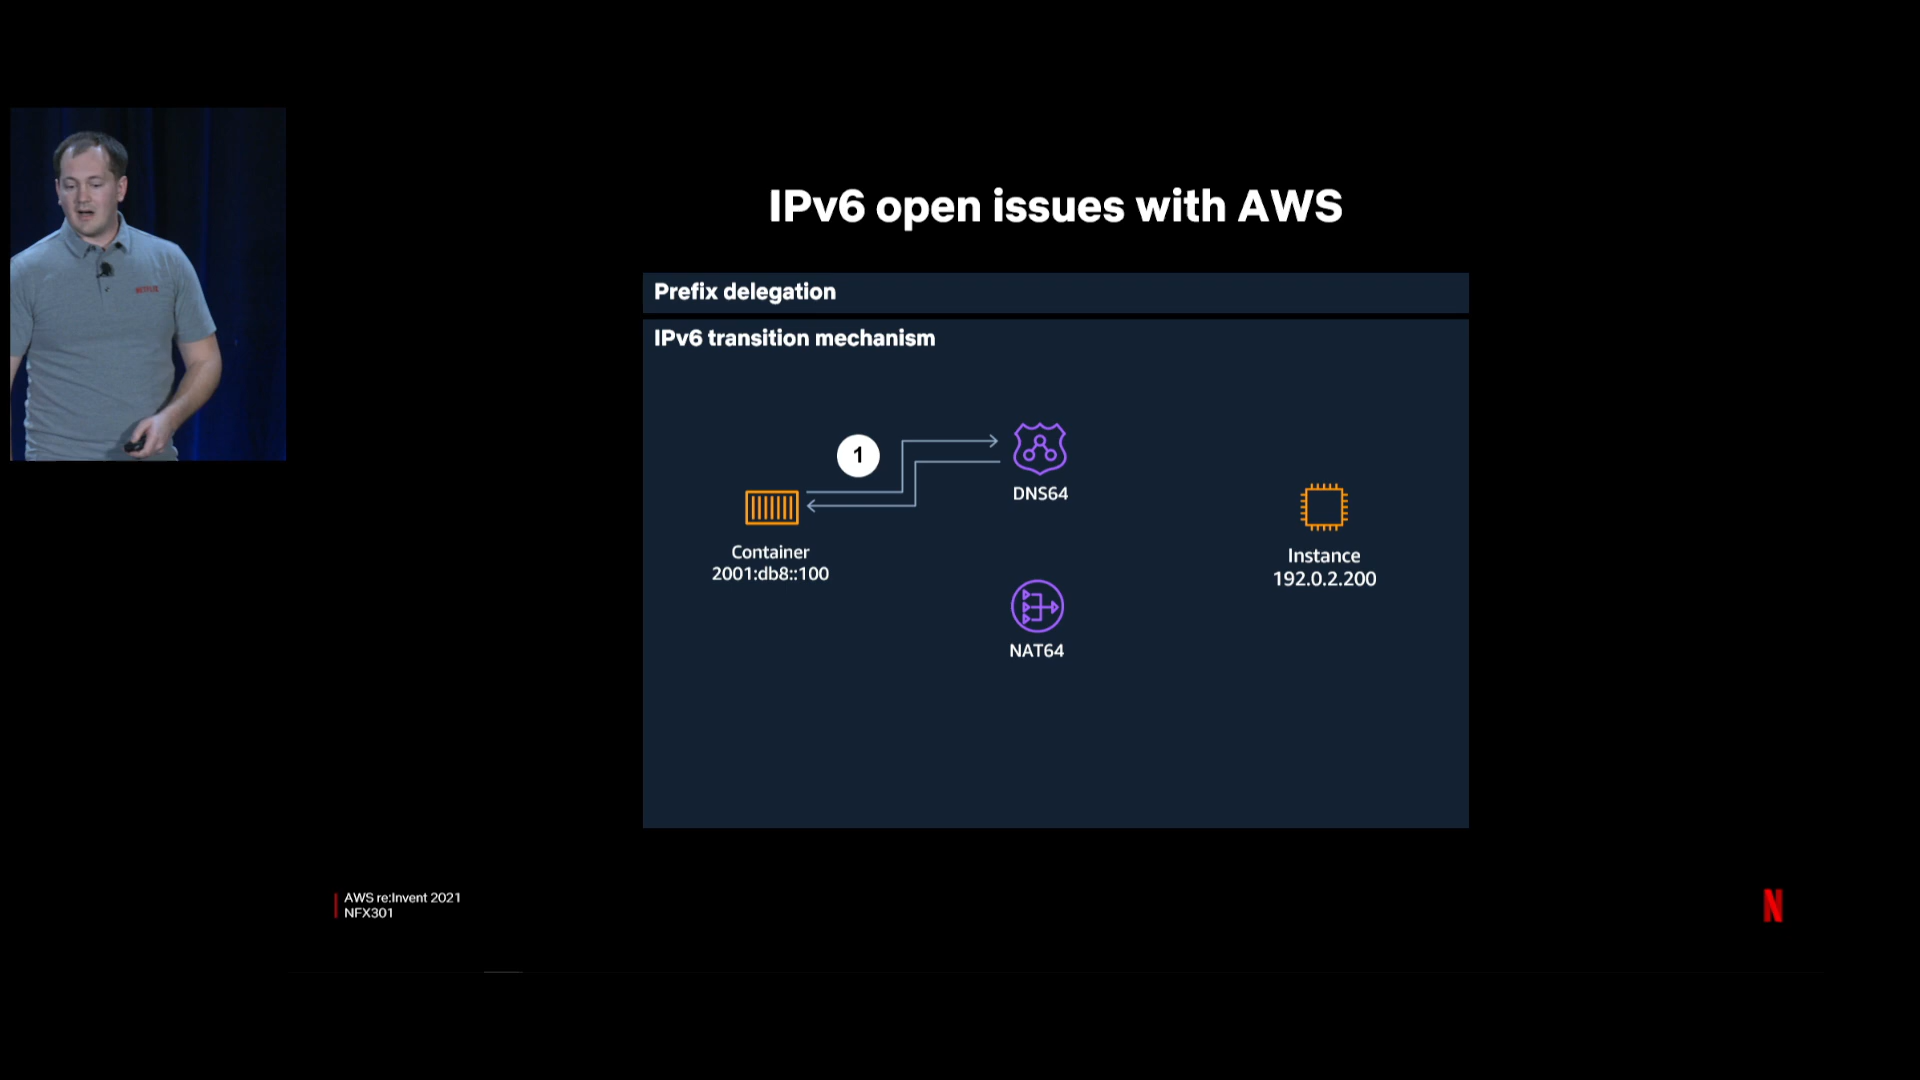 IPv6 open issues with AWS
Prefix delegation
IPv6 transition mechanism
1
DNS64
Container
2001:db8::100
Instance
192.0.2.200
NAT64
AWS re:Invent 2021
NFX301
N
NETFLIX